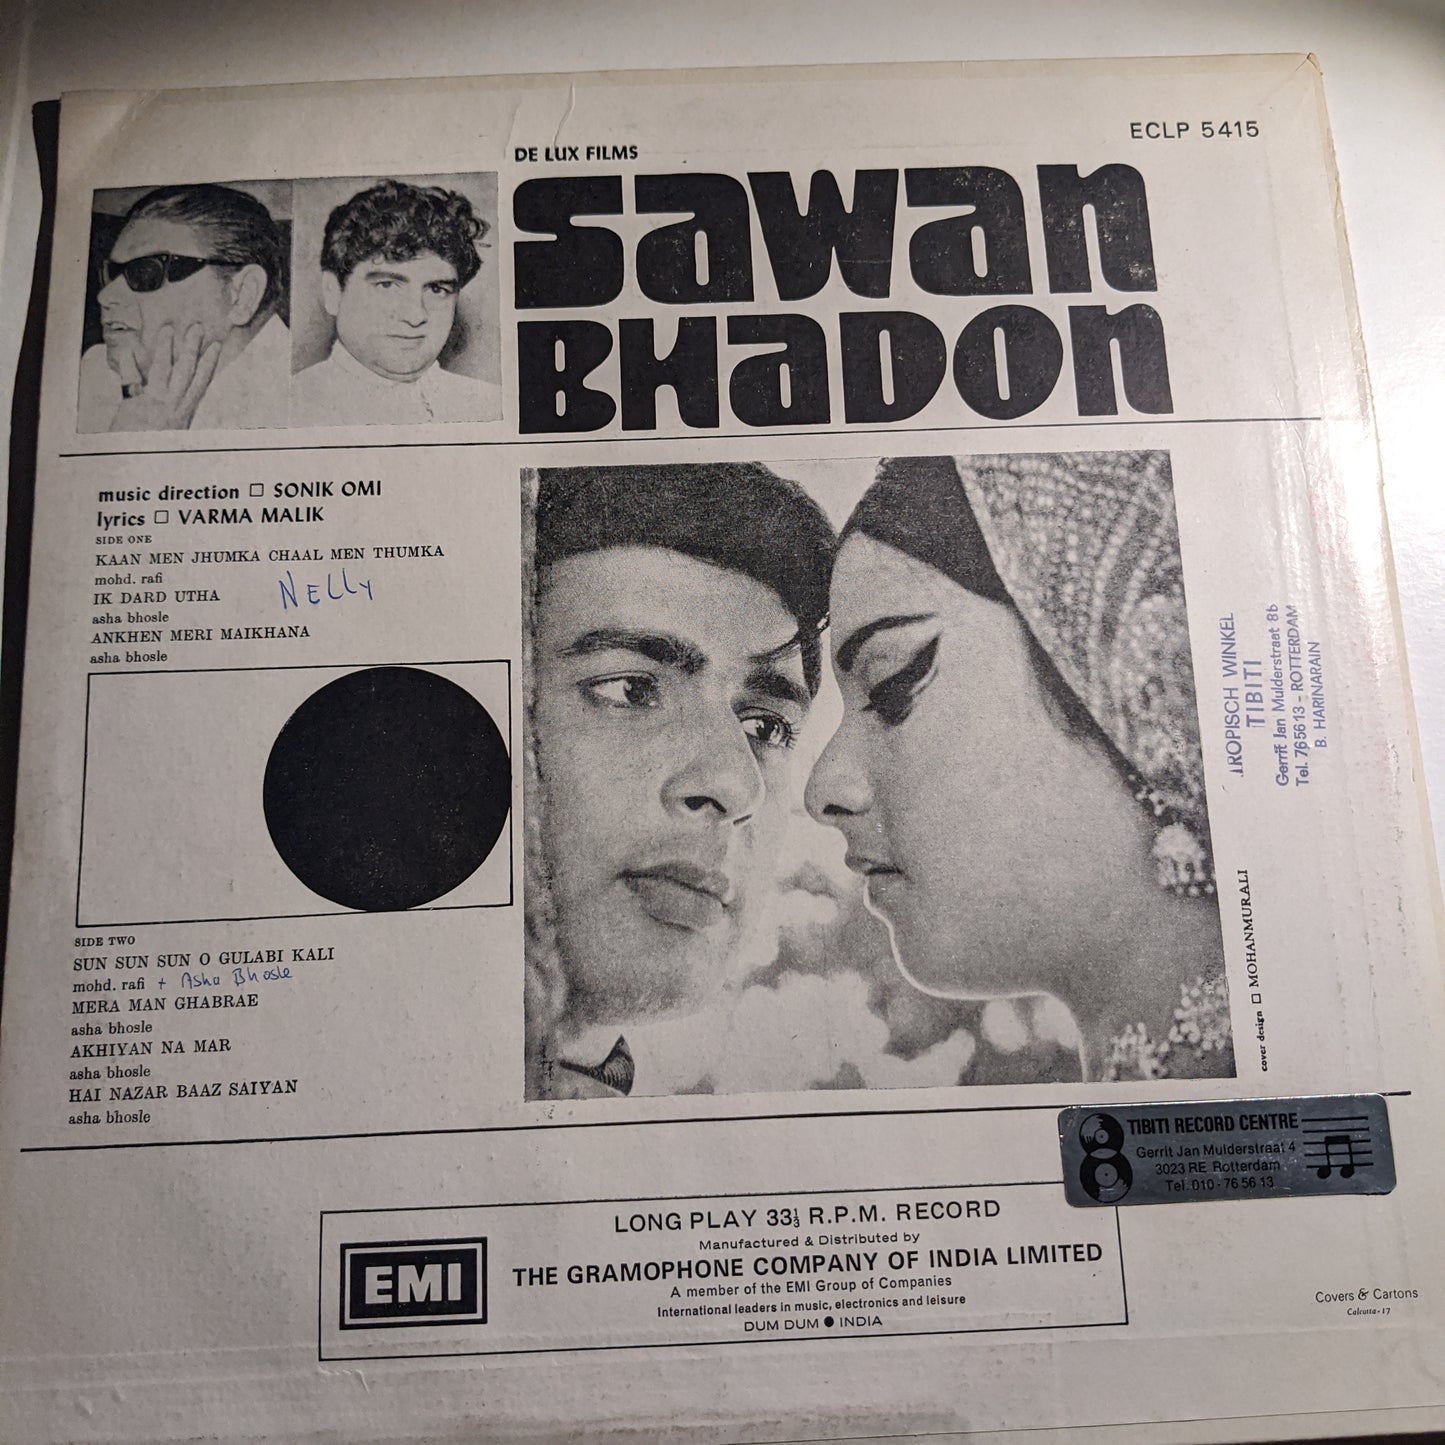 ECLP 5415
DE LUX FILMS
SAWAN
BHADON
music direction □ SONIK OMI
lyrics □ VARMA MALIK
SIDE ONE
KAAN MEN JHUMKA CHAAL MEN THUMKA
mohd. rafi
IK DARD UTHA
NELLY
asha bhosle
ANKHEN MERI MAIKHANA
asha bhosle
SIDE TWO
SUN SUN SUN O GULABI KALI
mohd. rafi + Asha Bhosle
MERA MAN GHABRAE
asha bhosle
AKHIYAN NA MAR
asha bhosle
HAI NAZAR BAAZ SAIYAN
asha bhosle
TROPISCH WINKEL
TIBITI
Gerrit Jan Mulderstraat 8b
Tel. 765613 - ROTTERDAM
B. HARINARAIN
cover design □ MOHANMURALI
TIBITI RECORD CENTRE
Gerrit Jan Mulderstraat 4
3023 RE Rotterdam
Tel. 010-76 56 13
EMI
LONG PLAY 33⅓ R.P.M. RECORD
Manufactured & Distributed by
THE GRAMOPHONE COMPANY OF INDIA LIMITED
A member of the EMI Group of Companies
International leaders in music, electronics and leisure
DUM DUM ● INDIA
Covers & Cartons
Calcutta-17